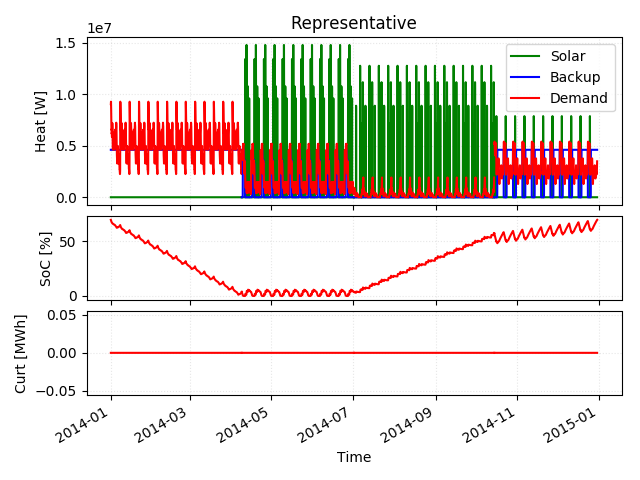 Representative
1e7
1.5
1.0
0.5
0.0
Heat [W]
Solar
Backup
Demand
50
0
SoC [%]
0.05
0.00
−0.05
Curt [MWh]
2014-01
2014-03
2014-05
2014-07
2014-09
2014-11
2015-01
Time